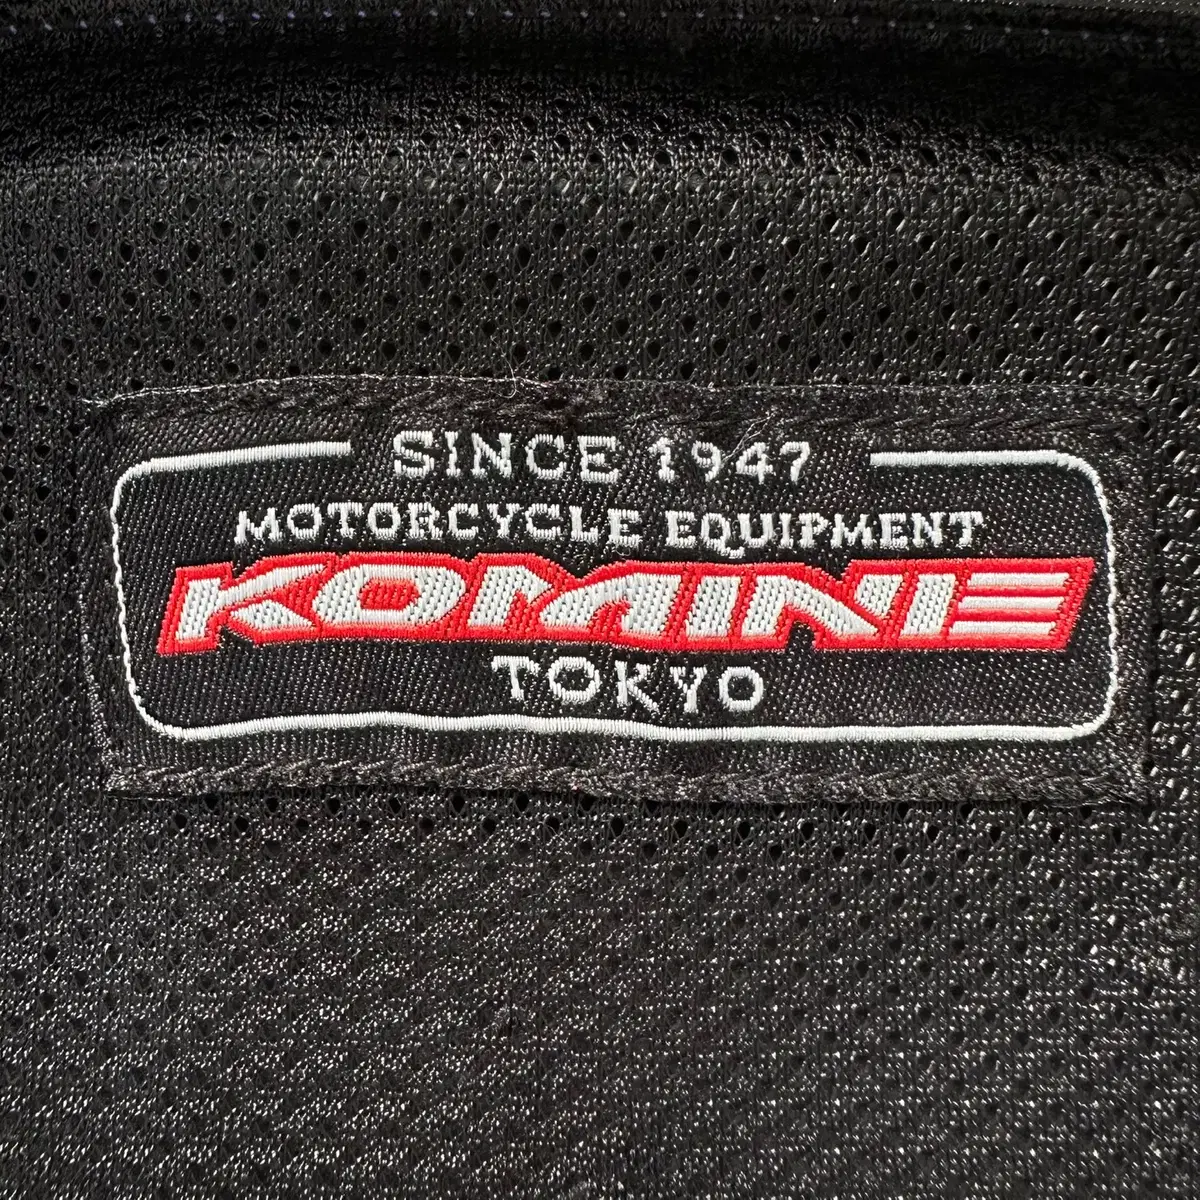 SINCE 1947
MOTORCYCLE EQUIPMENT
KOMINE
TOKYO